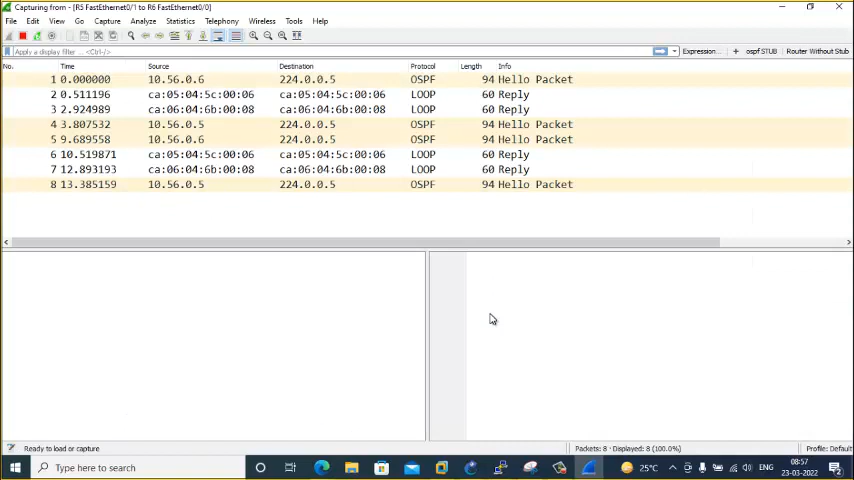 Capturing from - [R5 FastEthernet0/1 to R6 FastEthernet0/0]
File Edit View Go Capture Analyze Statistics Telephony Wireless Tools Help
Apply a display filter ... <Ctrl-/> Expression... + ospf STUB Router Without Stub
No. Time Source Destination Protocol Length Info
1 0.000000 10.56.0.6 224.0.0.5 OSPF 94 Hello Packet
2 0.511196 ca:05:04:5c:00:06 ca:05:04:5c:00:06 LOOP 60 Reply
3 2.924989 ca:06:04:6b:00:08 ca:06:04:6b:00:08 LOOP 60 Reply
4 3.807532 10.56.0.5 224.0.0.5 OSPF 94 Hello Packet
5 9.689558 10.56.0.6 224.0.0.5 OSPF 94 Hello Packet
6 10.519871 ca:05:04:5c:00:06 ca:05:04:5c:00:06 LOOP 60 Reply
7 12.893193 ca:06:04:6b:00:08 ca:06:04:6b:00:08 LOOP 60 Reply
8 13.385159 10.56.0.5 224.0.0.5 OSPF 94 Hello Packet
Ready to load or capture Packets: 8 · Displayed: 8 (100.0%) Profile: Default
Type here to search 25°C ENG 08:57
23-03-2022 2